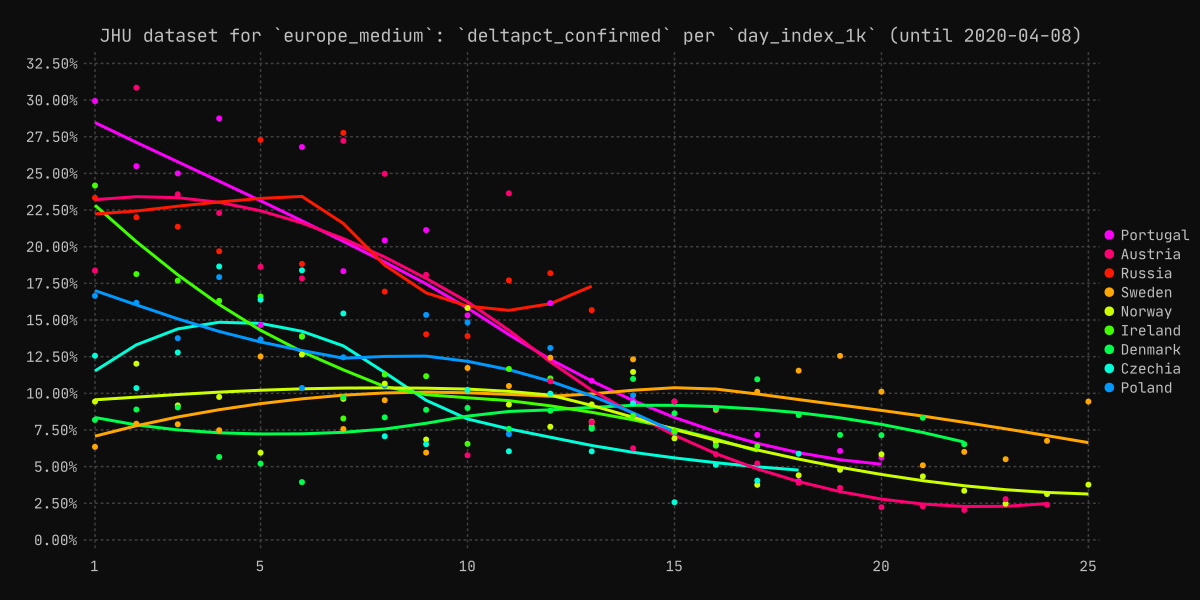 JHU dataset for `europe_medium`: `deltapct_confirmed` per `day_index_1k` (until 2020-04-08)
32.50%
30.00%
27.50%
25.00%
22.50%
20.00%
17.50%
15.00%
12.50%
10.00%
7.50%
5.00%
2.50%
0.00%
1 5 10 15 20 25
Portugal
Austria
Russia
Sweden
Norway
Ireland
Denmark
Czechia
Poland